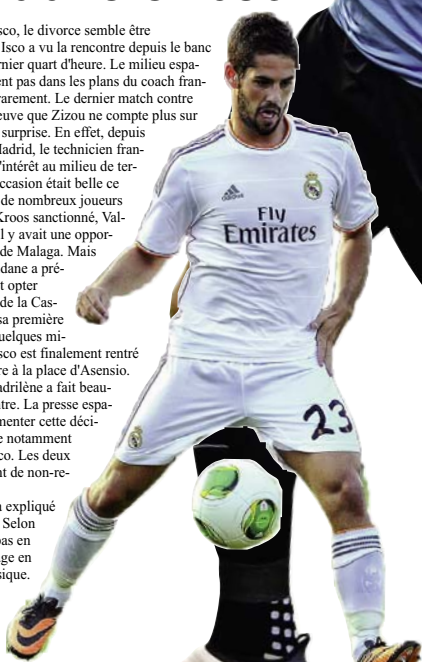 sco, le divorce semble être
Isco a vu la rencontre depuis le banc
rnier quart d'heure. Le milieu espa-
ent pas dans les plans du coach fran-
rarement. Le dernier match contre
euve que Zizou ne compte plus sur
surprise. En effet, depuis
Madrid, le technicien fran-
'intérêt au milieu de ter-
ccasion était belle ce
de nombreux joueurs
Kroos sanctionné, Val-
l y avait une oppor-
de Malaga. Mais
dane a pré-
t opter
de la Cas-
sa première
uelques mi-
sco est finalement rentré
re à la place d'Asensio.
adrilène a fait beau-
tre. La presse espa-
menter cette déci-
e notamment
co. Les deux
nt de non-re-
a expliqué
Selon
pas en
ge en
sique.
adidas
Fly
Emirates
23